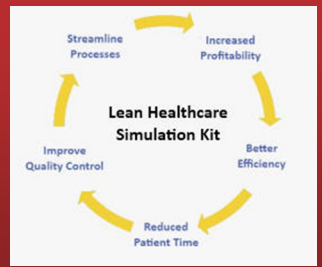 Streamline
Processes
Increased
Profitability
Lean Healthcare
Simulation Kit
Better
Efficiency
Reduced
Patient Time
Improve
Quality Control